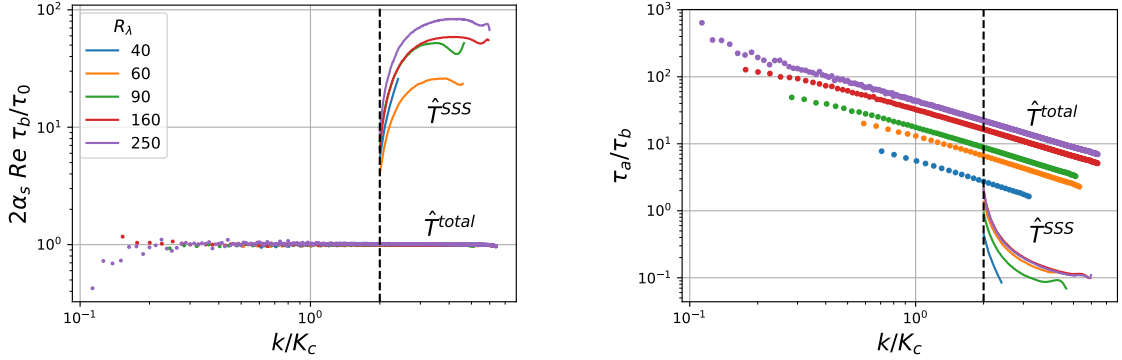 2α_s Re τ_b/τ_0
10^2
10^1
10^0
R_λ
40
60
90
160
250
T̂^SSS
T̂^total
10^{-1}
10^0
k/K_c
τ_a/τ_b
10^3
10^2
10^1
10^0
10^{-1}
T̂^total
T̂^SSS
10^{-1}
10^0
k/K_c